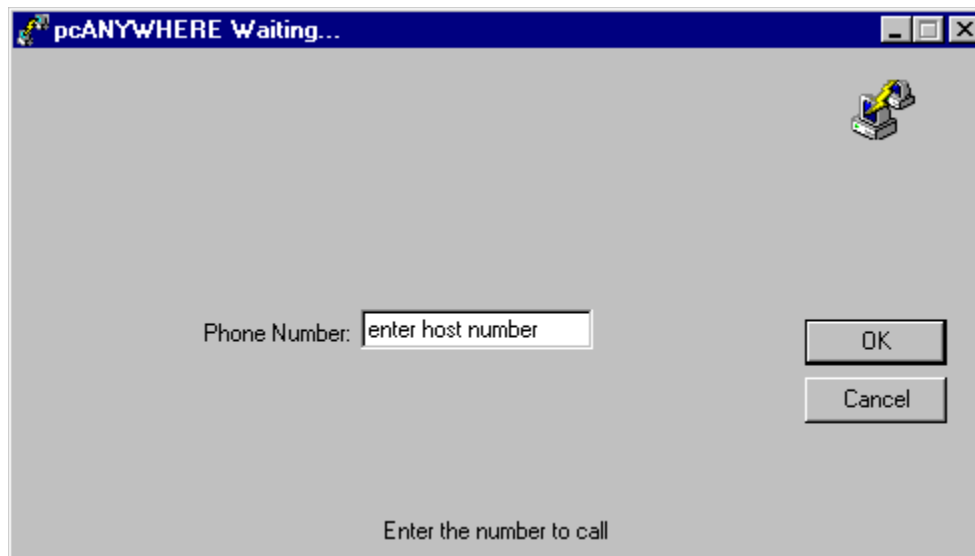 pcANYWHERE Waiting...
Phone Number: enter host number
OK
Cancel
Enter the number to call